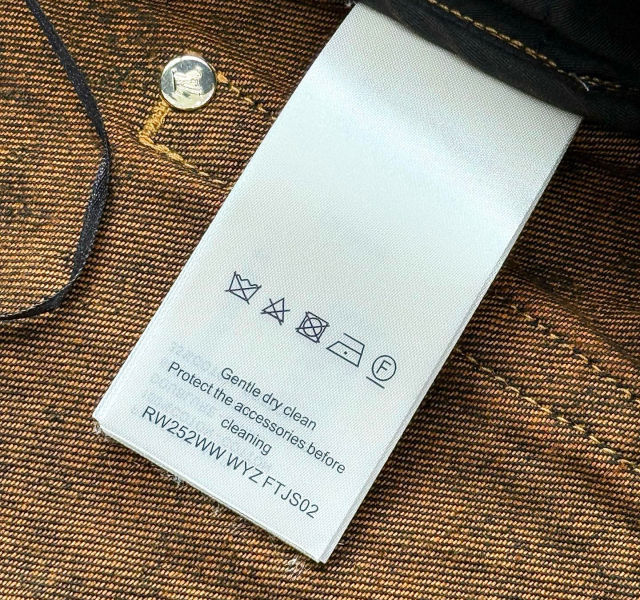 F
Gentle dry clean
Protect the accessories before
cleaning
RW252WW WYZ FTJS02